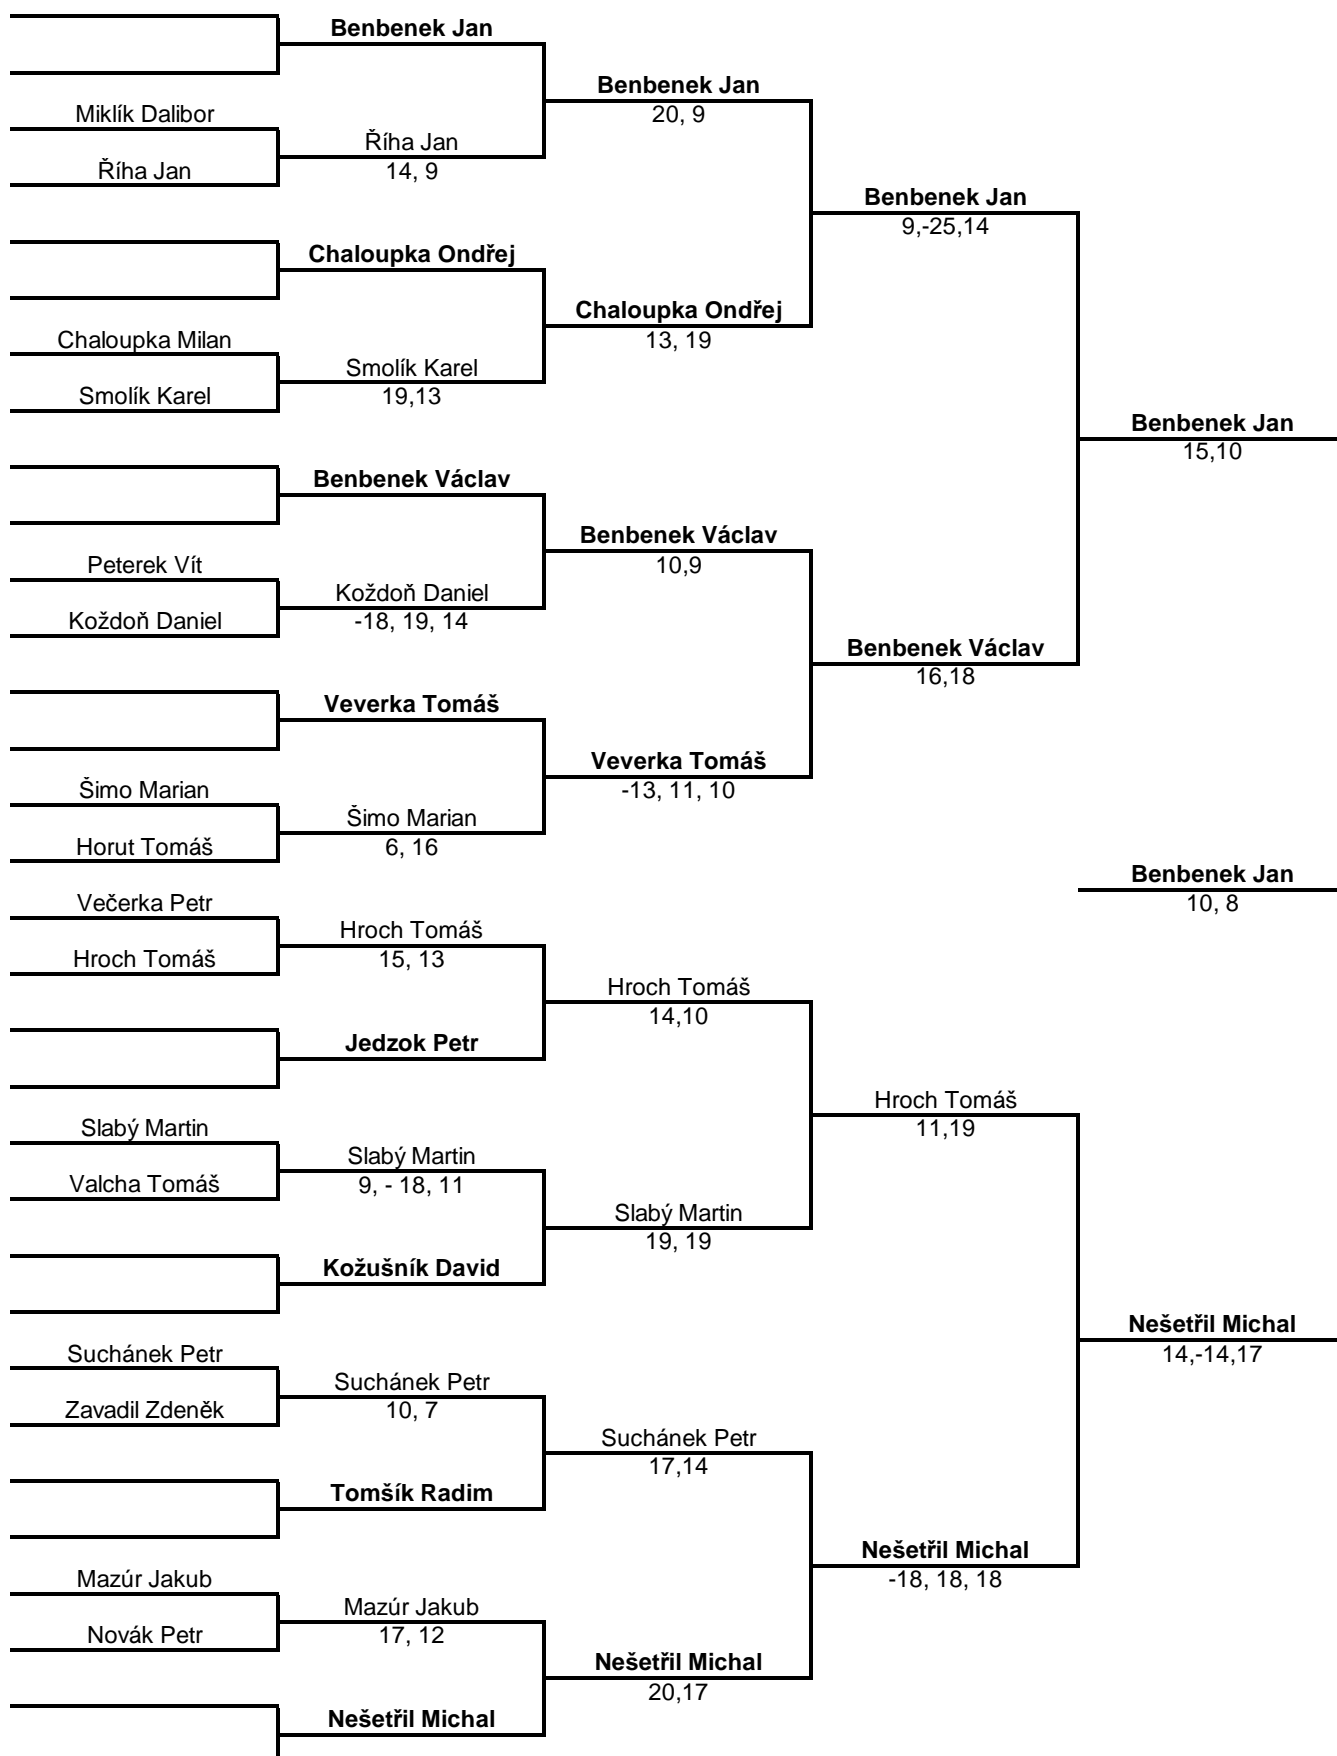 Benbenek Jan
Benbenek Jan
20, 9
Miklík Dalibor
Říha Jan
14, 9
Říha Jan
Benbenek Jan
9,-25,14
Chaloupka Ondřej
Chaloupka Ondřej
13, 19
Chaloupka Milan
Smolík Karel
19,13
Smolík Karel
Benbenek Jan
15,10
Benbenek Václav
Benbenek Václav
10,9
Peterek Vít
Koždoň Daniel
-18, 19, 14
Koždoň Daniel
Benbenek Václav
16,18
Veverka Tomáš
Veverka Tomáš
-13, 11, 10
Šimo Marian
Šimo Marian
6, 16
Horut Tomáš
Benbenek Jan
10, 8
Večerka Petr
Hroch Tomáš
15, 13
Hroch Tomáš
Hroch Tomáš
14,10
Jedzok Petr
Hroch Tomáš
11,19
Slabý Martin
Slabý Martin
9, - 18, 11
Valcha Tomáš
Slabý Martin
19, 19
Kožušník David
Nešetřil Michal
14,-14,17
Suchánek Petr
Suchánek Petr
10, 7
Zavadil Zdeněk
Suchánek Petr
17,14
Tomšík Radim
Nešetřil Michal
-18, 18, 18
Mazúr Jakub
Mazúr Jakub
17, 12
Novák Petr
Nešetřil Michal
20,17
Nešetřil Michal